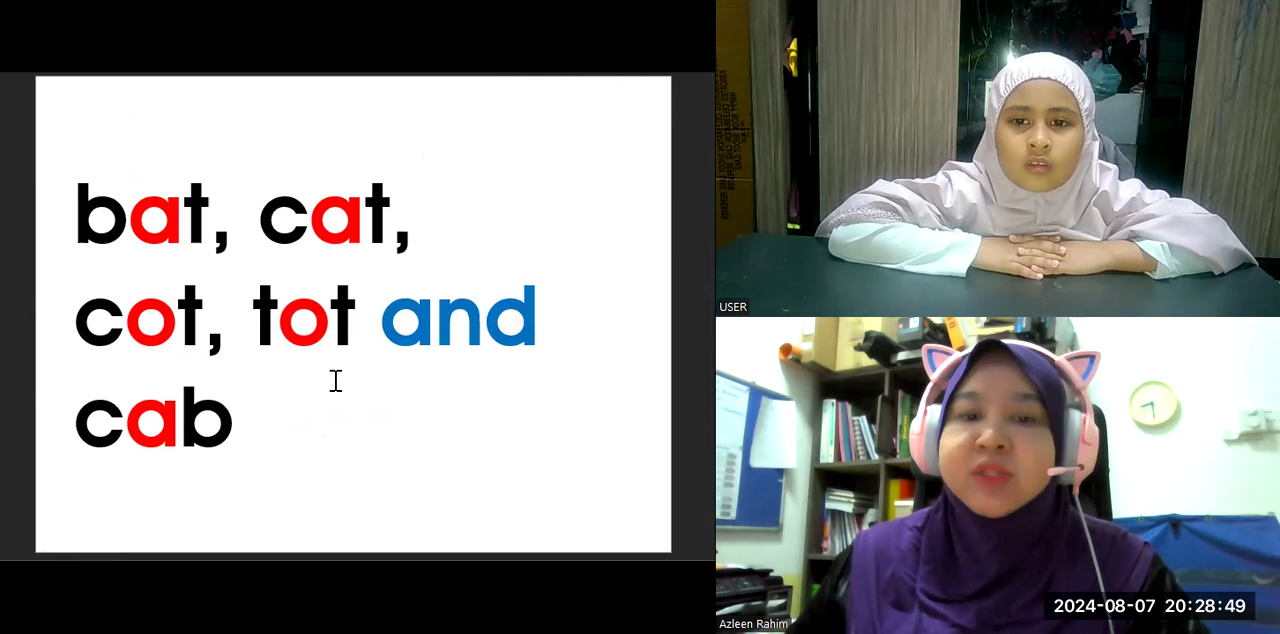 bat, cat,
cot, tot and
cab
USER
Azleen Rahim
2024-08-07 20:28:49